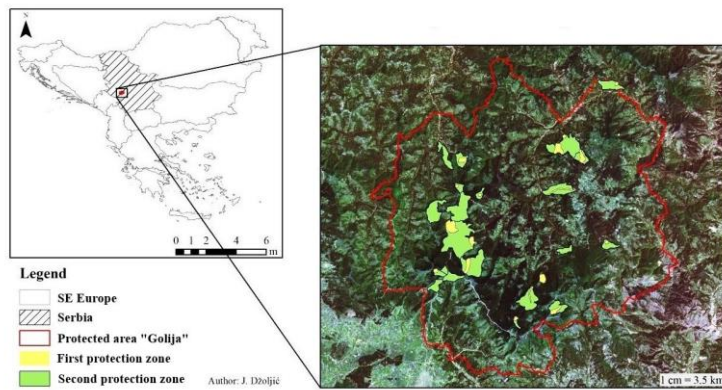 N
0 1 2 4 6
m
Legend
SE Europe
Serbia
Protected area "Golija"
First protection zone
Second protection zone
Author: J. Džoljić
1 cm = 3.5 km